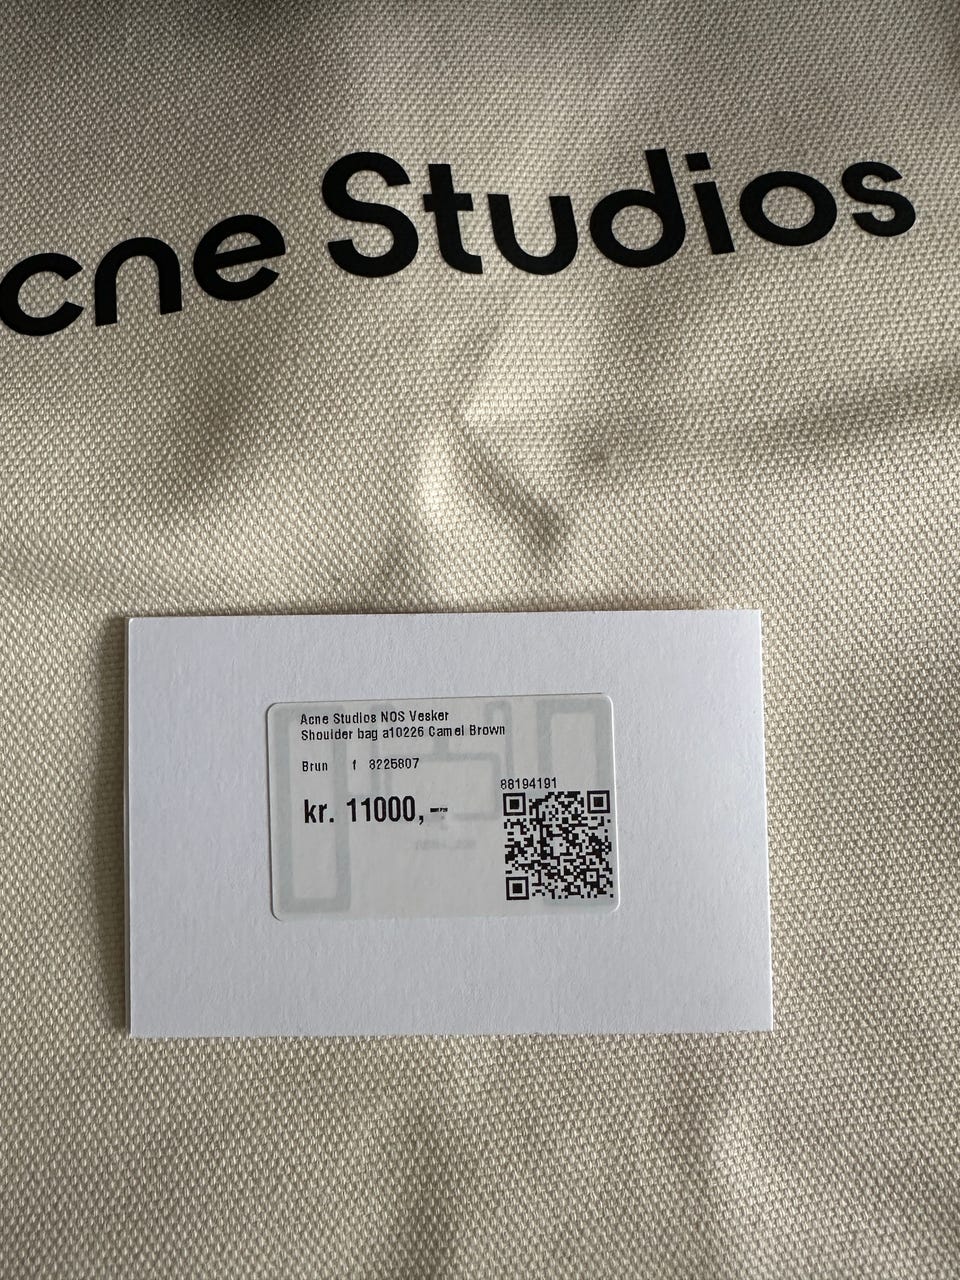 cne Studios
Acne Studios NOS Vesker
Shoulder bag a10226 Camel Brown
Brun f 8225807
88194191
kr. 11000,-